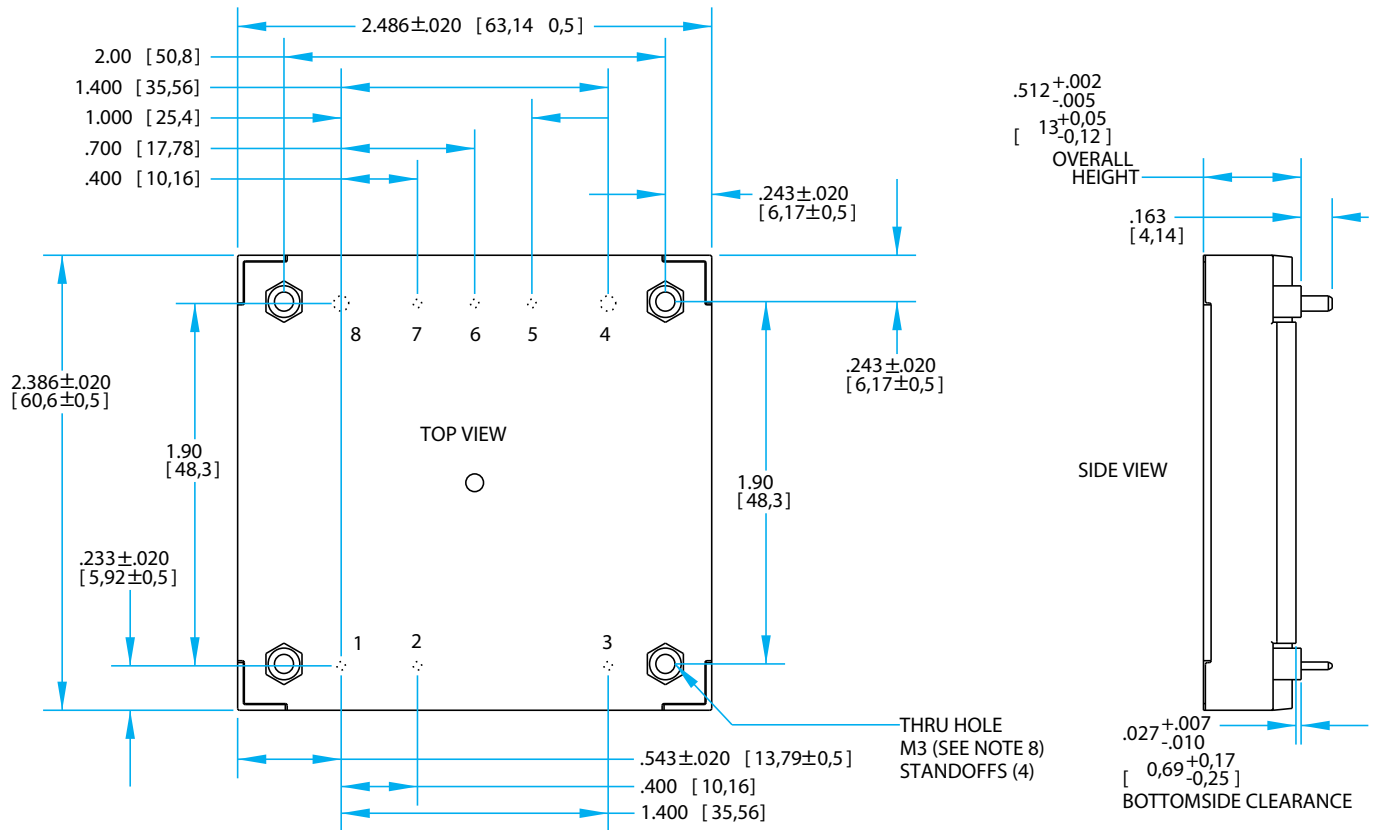 2.486±.020 [63,14 0,5]
2.00 [50,8]
1.400 [35,56]
1.000 [25,4]
.700 [17,78]
.400 [10,16]
.243±.020
[6,17±0,5]
.512 +.002
-.005
[ 13 +0,05
-0,12 ]
OVERALL
HEIGHT
.163
[4,14]
8 7 6 5 4
.243±.020
[6,17±0,5]
2.386±.020
[60,6±0,5]
TOP VIEW
1.90
[48,3]
1.90
[48,3]
SIDE VIEW
.233±.020
[5,92±0,5]
1 2 3
THRU HOLE
M3 (SEE NOTE 8)
STANDOFFS (4)
.027 +.007
-.010
[ 0,69 +0,17
-0,25 ]
BOTTOMSIDE CLEARANCE
.543±.020 [13,79±0,5]
.400 [10,16]
1.400 [35,56]